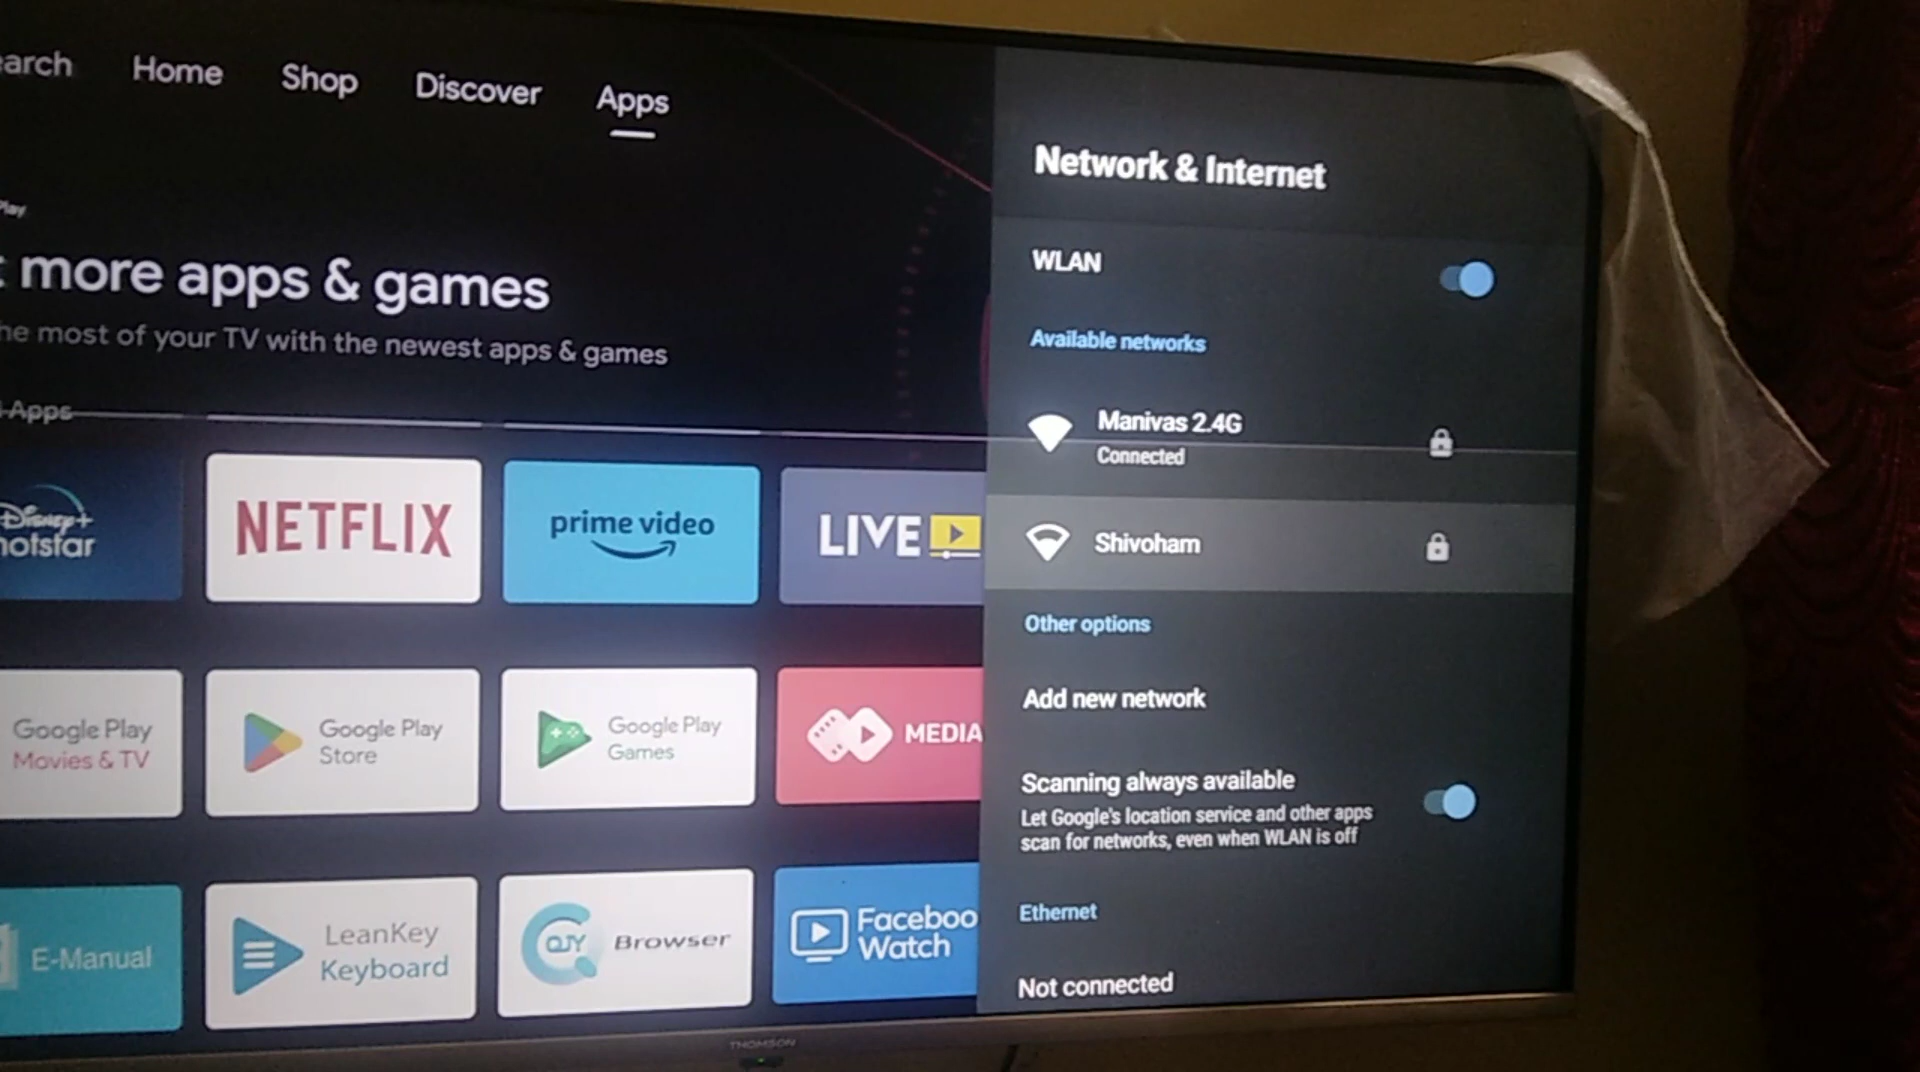 earch Home Shop Discover Apps
Play
more apps & games
he most of your TV with the newest apps & games
Apps
Disney+
hotstar
NETFLIX
prime video
LIVE
Google Play
Movies & TV
Google Play
Store
Google Play
Games
MEDIA
E-Manual
LeanKey
Keyboard
QJY Browser
Faceboo
Watch
Network & Internet
WLAN
Available networks
Manivas 2.4G
Connected
Shivoham
Other options
Add new network
Scanning always available
Let Google's location service and other apps
scan for networks, even when WLAN is off
Ethernet
Not connected
THOMSON